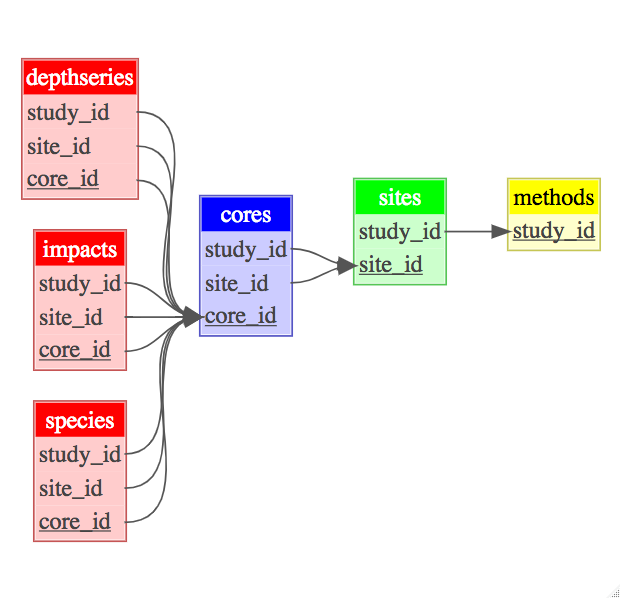 depthseries
study_id
site_id
core_id
impacts
study_id
site_id
core_id
species
study_id
site_id
core_id
cores
study_id
site_id
core_id
sites
study_id
site_id
methods
study_id